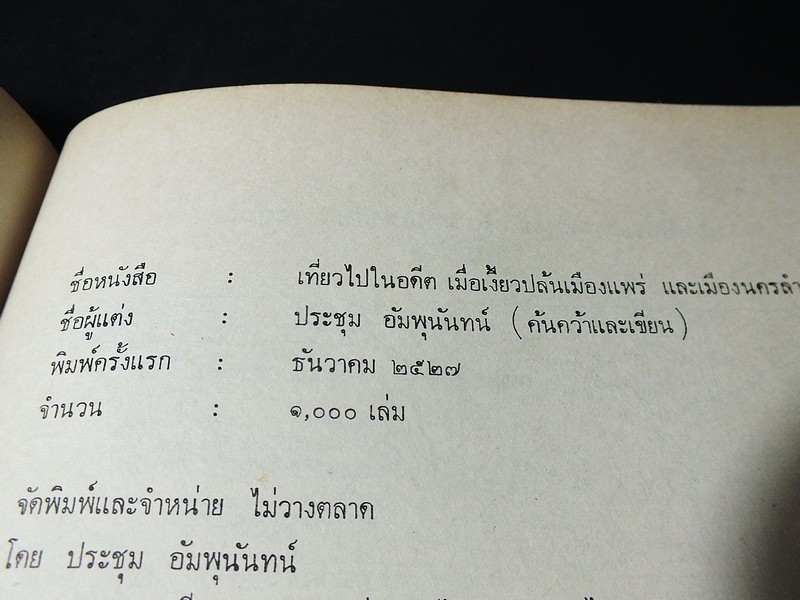 ชื่อหนังสือ : เที่ยวไปในอดีต เมื่อเงี้ยวปล้นเมืองแพร่ และเมืองนครลำ
ชื่อผู้แต่ง : ประชุม อัมพุนันทน์ (ค้นคว้าและเขียน)
พิมพ์ครั้งแรก : ธันวาคม ๒๕๒๗
จำนวน : ๑,๐๐๐ เล่ม
จัดพิมพ์และจำหน่าย ไม่วางตลาด
โดย ประชุม อัมพุนันทน์